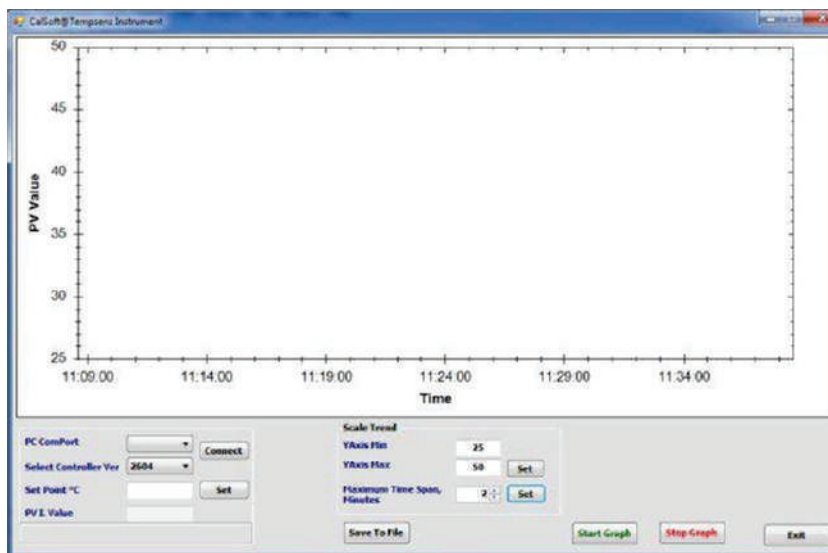 CalSoft@Tempsens Instrument
50
45
40
35
30
25
PV Value
11:09.00 11:14.00 11:19.00 11:24.00 11:29.00 11:34.00
Time
PC ComPort
Connect
Select Controller Ver 2604
Set Point °C Set
PV1 Value
Scale Trend
YAxis Min 25
YAxis Max 50 Set
Maximum Time Span, 2 Set
Minutes
Save To File
Start Graph Stop Graph Exit